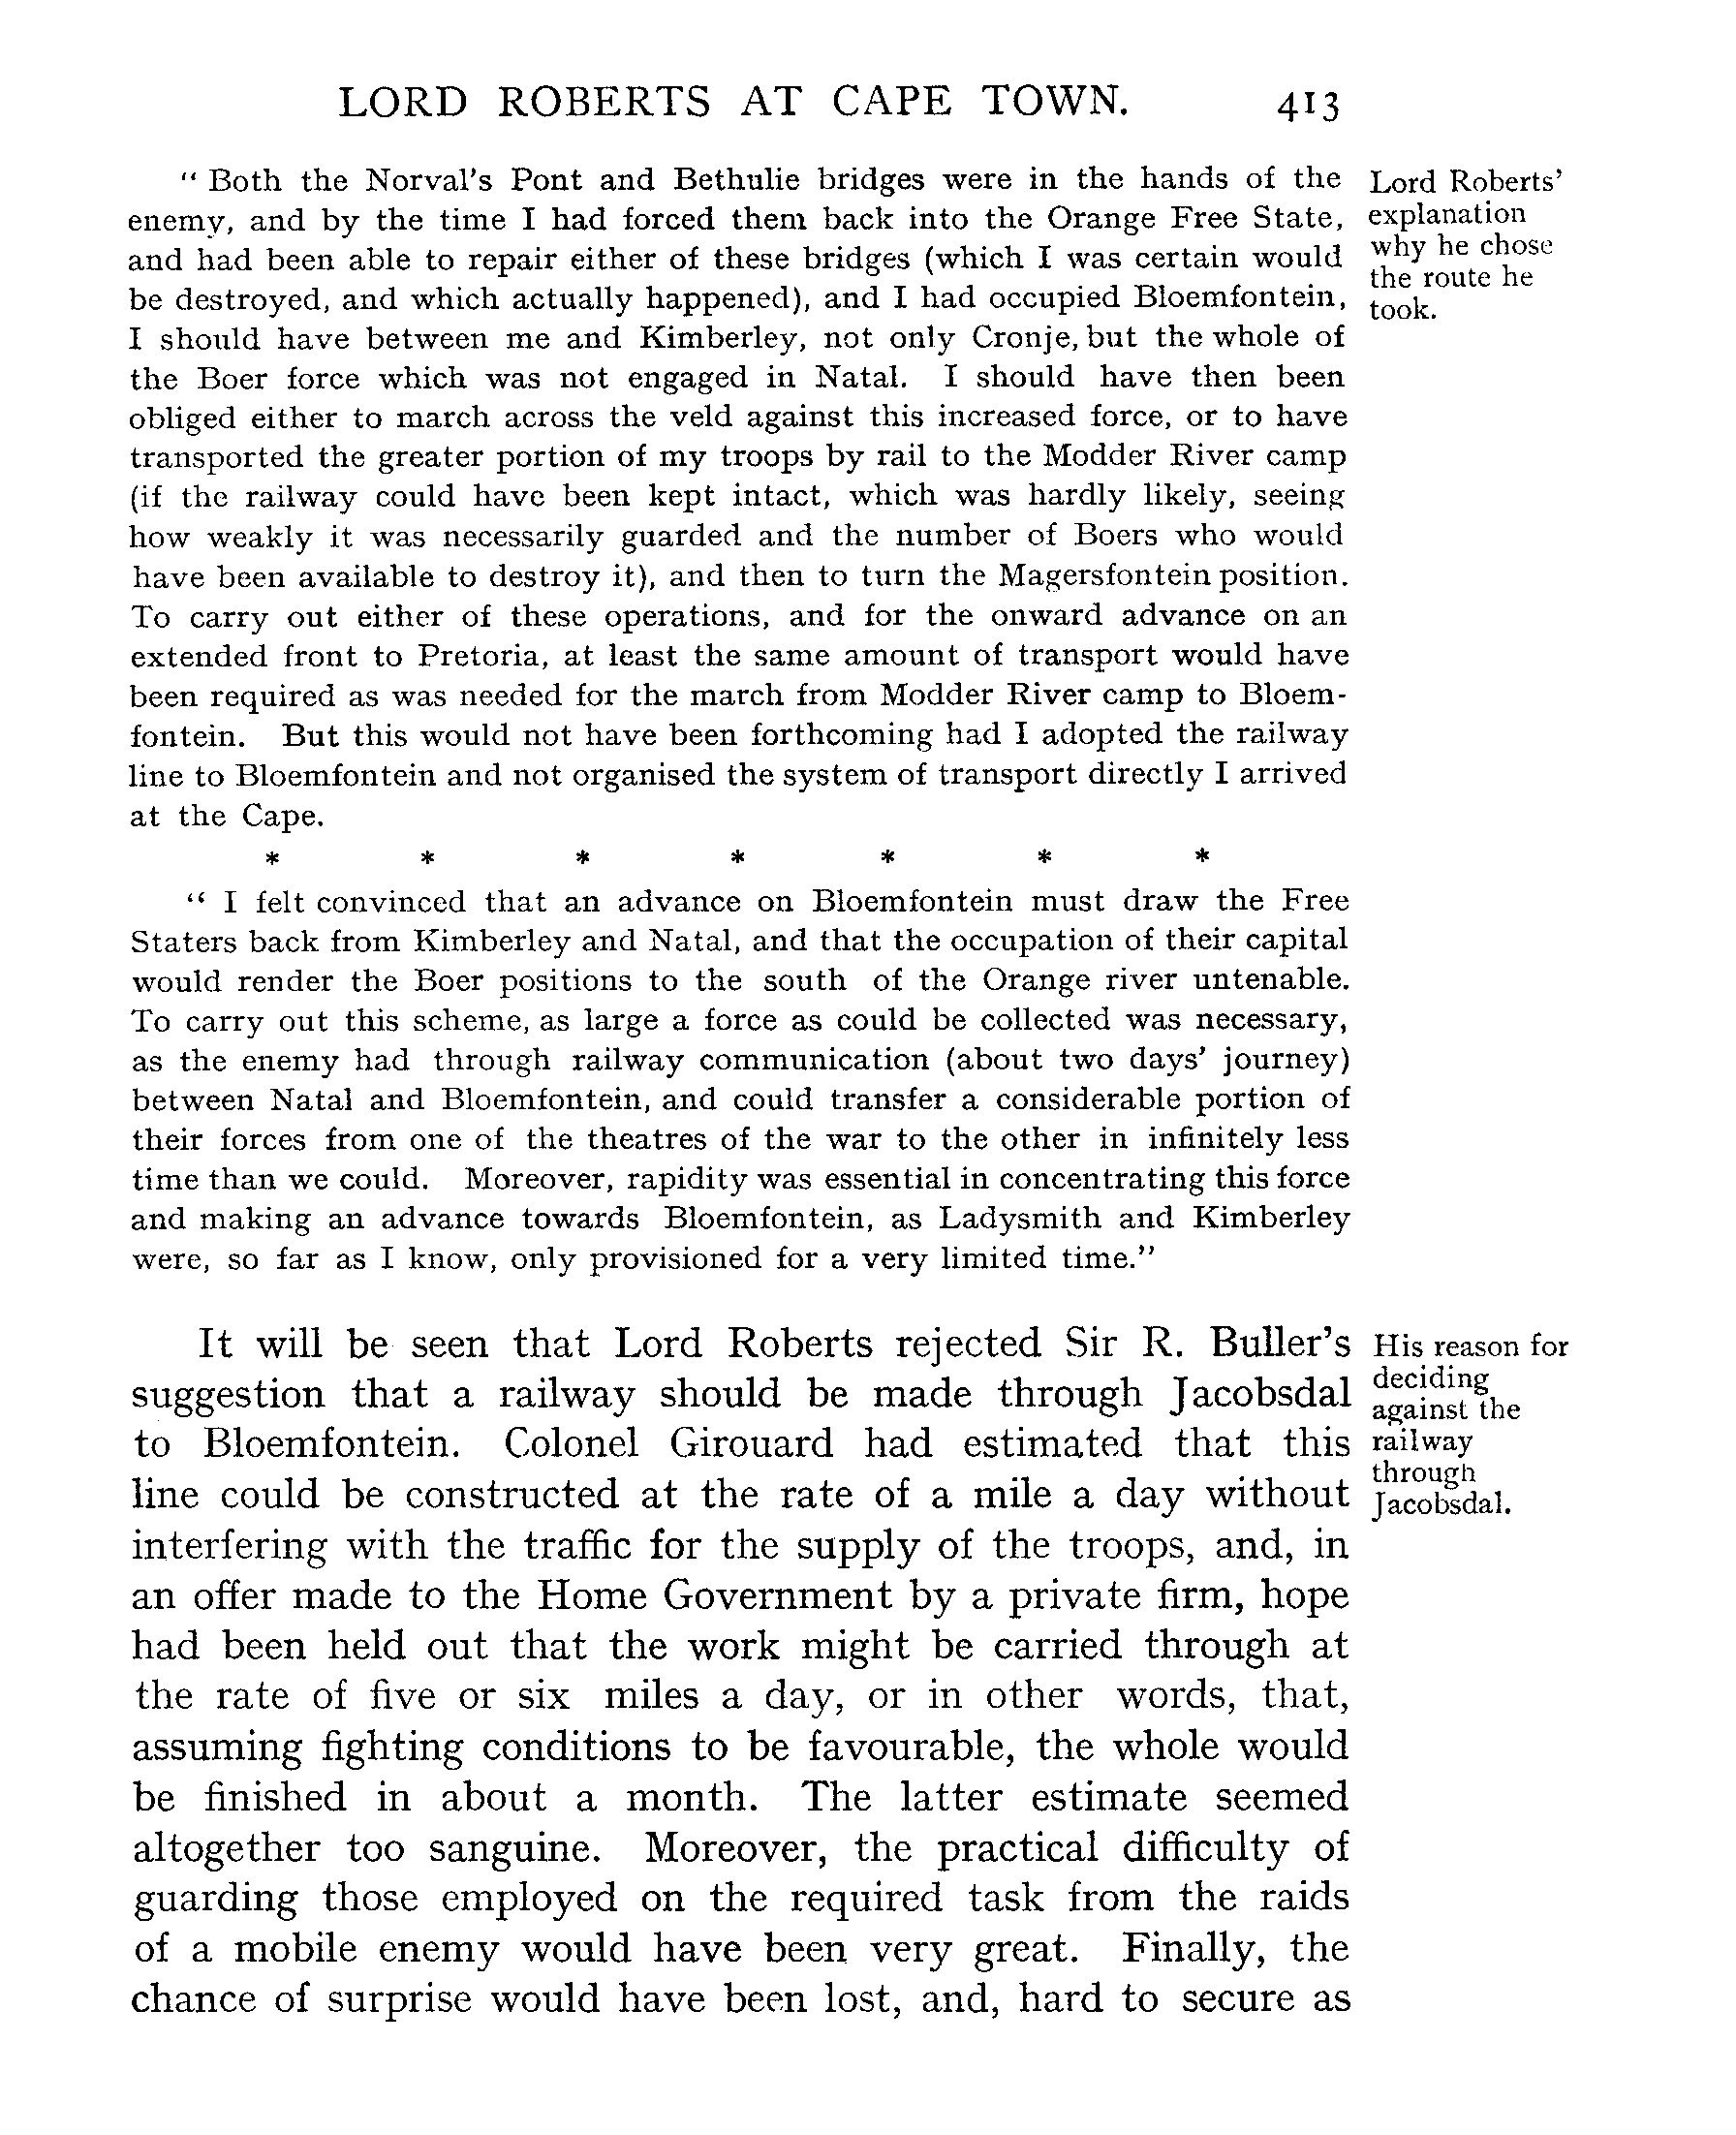 LORD ROBERTS AT CAPE TOWN. 413
“ Both the Norval’s Pont and Bethulie bridges were in the hands of the
enemy, and by the time I had forced them back into the Orange Free State,
and had been able to repair either of these bridges (which I was certain would
be destroyed, and which actually happened), and I had occupied Bloemfontein,
I should have between me and Kimberley, not only Cronje, but the whole of
the Boer force which was not engaged in Natal. I should have then been
obliged either to march across the veld against this increased force, or to have
transported the greater portion of my troops by rail to the Modder River camp
(if the railway could have been kept intact, which was hardly likely, seeing
how weakly it was necessarily guarded and the number of Boers who would
have been available to destroy it), and then to turn the Magersfontein position.
To carry out either of these operations, and for the onward advance on an
extended front to Pretoria, at least the same amount of transport would have
been required as was needed for the march from Modder River camp to Bloem-
fontein. But this would not have been forthcoming had I adopted the railway
line to Bloemfontein and not organised the system of transport directly I arrived
at the Cape.
Lord Roberts’
explanation
why he chose
the route he
took.
* * * * * * *
“ I felt convinced that an advance on Bloemfontein must draw the Free
Staters back from Kimberley and Natal, and that the occupation of their capital
would render the Boer positions to the south of the Orange river untenable.
To carry out this scheme, as large a force as could be collected was necessary,
as the enemy had through railway communication (about two days’ journey)
between Natal and Bloemfontein, and could transfer a considerable portion of
their forces from one of the theatres of the war to the other in infinitely less
time than we could. Moreover, rapidity was essential in concentrating this force
and making an advance towards Bloemfontein, as Ladysmith and Kimberley
were, so far as I know, only provisioned for a very limited time.”
It will be seen that Lord Roberts rejected Sir R. Buller’s
suggestion that a railway should be made through Jacobsdal
to Bloemfontein. Colonel Girouard had estimated that this
line could be constructed at the rate of a mile a day without
interfering with the traffic for the supply of the troops, and, in
an offer made to the Home Government by a private firm, hope
had been held out that the work might be carried through at
the rate of five or six miles a day, or in other words, that,
assuming fighting conditions to be favourable, the whole would
be finished in about a month. The latter estimate seemed
altogether too sanguine. Moreover, the practical difficulty of
guarding those employed on the required task from the raids
of a mobile enemy would have been very great. Finally, the
chance of surprise would have been lost, and, hard to secure as
His reason for
deciding
against the
railway
through
Jacobsdal.